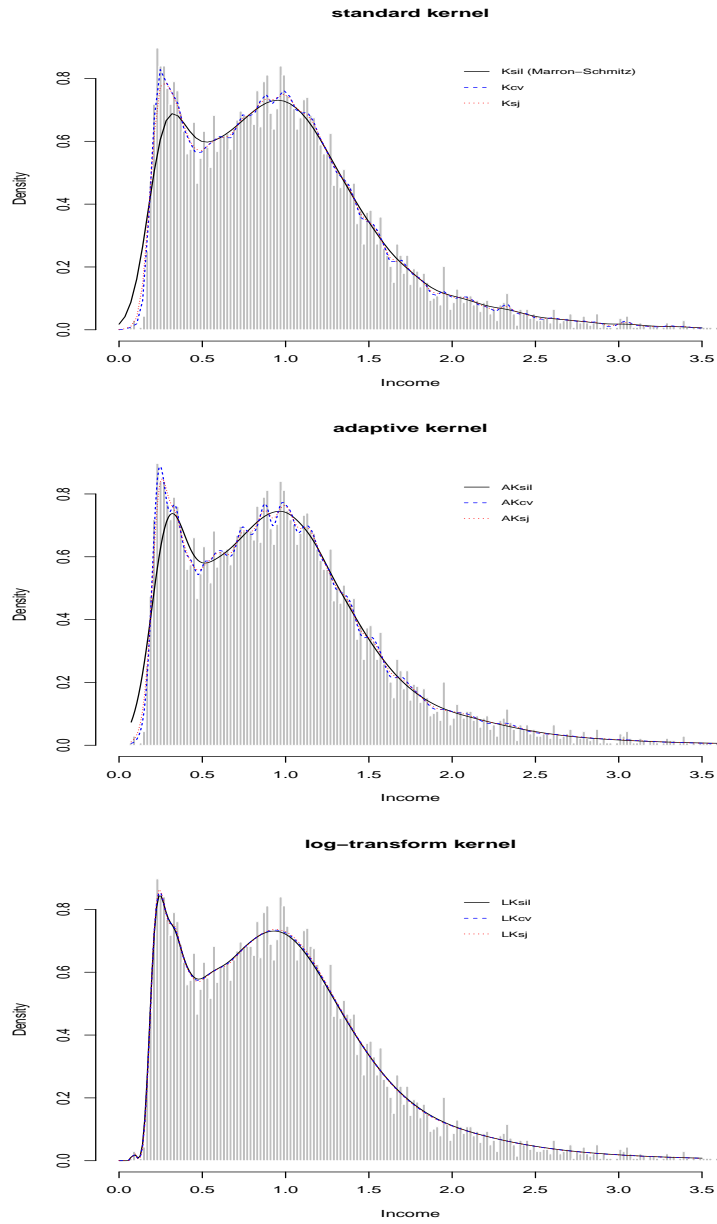 standard kernel
Ksil (Marron−Schmitz)
Kcv
Ksj
Density
0.0 0.2 0.4 0.6 0.8
0.0 0.5 1.0 1.5 2.0 2.5 3.0 3.5
Income
adaptive kernel
AKsil
AKcv
AKsj
Density
0.0 0.2 0.4 0.6 0.8
0.0 0.5 1.0 1.5 2.0 2.5 3.0 3.5
Income
log−transform kernel
LKsil
LKcv
LKsj
Density
0.0 0.2 0.4 0.6 0.8
0.0 0.5 1.0 1.5 2.0 2.5 3.0 3.5
Income